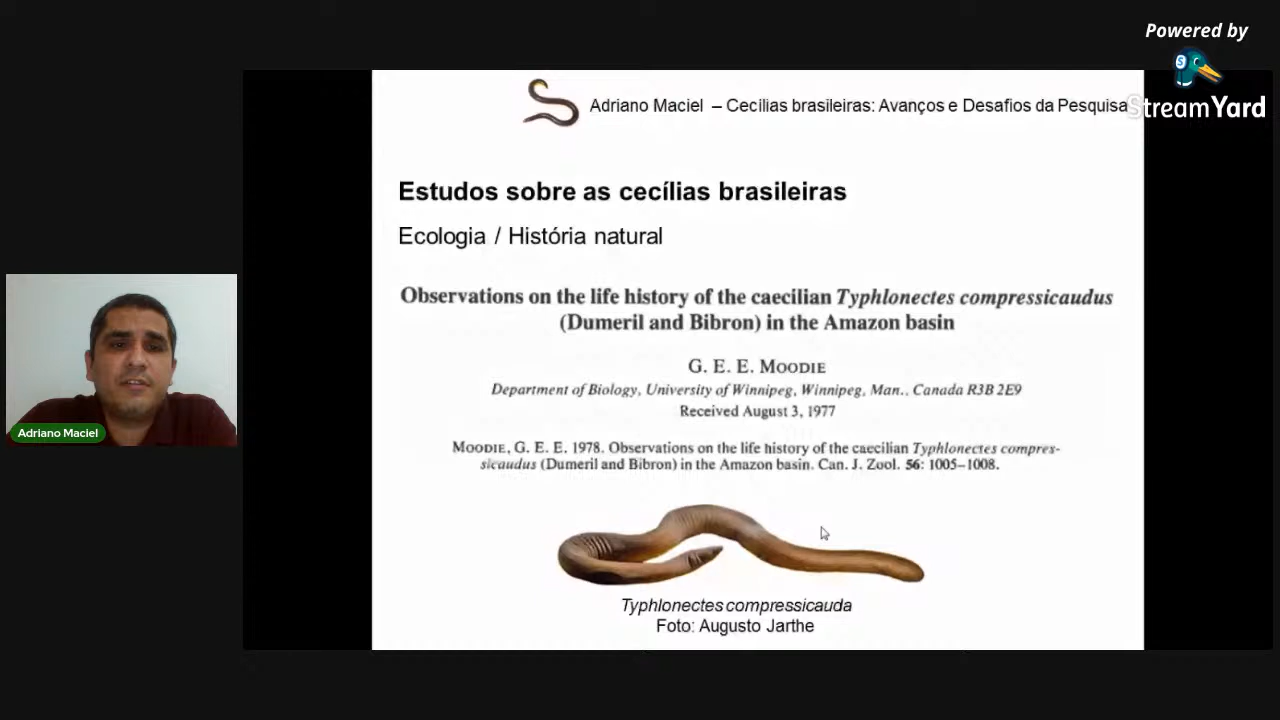 Powered by
StreamYard
Adriano Maciel – Cecílias brasileiras: Avanços e Desafios da Pesquisa
Estudos sobre as cecílias brasileiras
Ecologia / História natural
Observations on the life history of the caecilian Typhlonectes compressicaudus
(Dumeril and Bibron) in the Amazon basin
G. E. E. MOODIE
Department of Biology, University of Winnipeg, Winnipeg, Man., Canada R3B 2E9
Received August 3, 1977
MOODIE, G. E. E. 1978. Observations on the life history of the caecilian Typhlonectes compres-
sicaudus (Dumeril and Bibron) in the Amazon basin. Can. J. Zool. 56: 1005–1008.
Typhlonectes compressicauda
Foto: Augusto Jarthe
Adriano Maciel